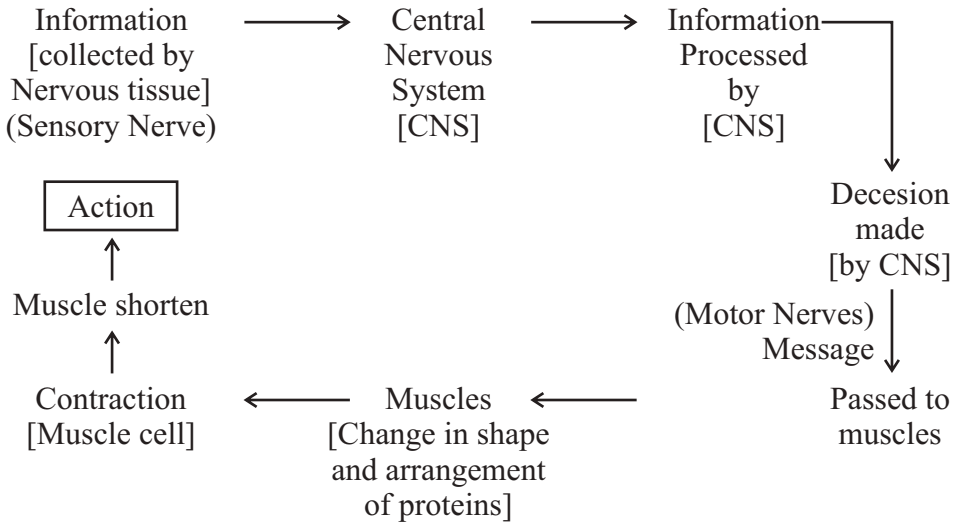 Information
[collected by
Nervous tissue]
(Sensory Nerve)
Central
Nervous
System
[CNS]
Information
Processed
by
[CNS]
Decesion
made
[by CNS]
(Motor Nerves)
Message
Passed to
muscles
Muscles
[Change in shape
and arrangement
of proteins]
Contraction
[Muscle cell]
Muscle shorten
Action